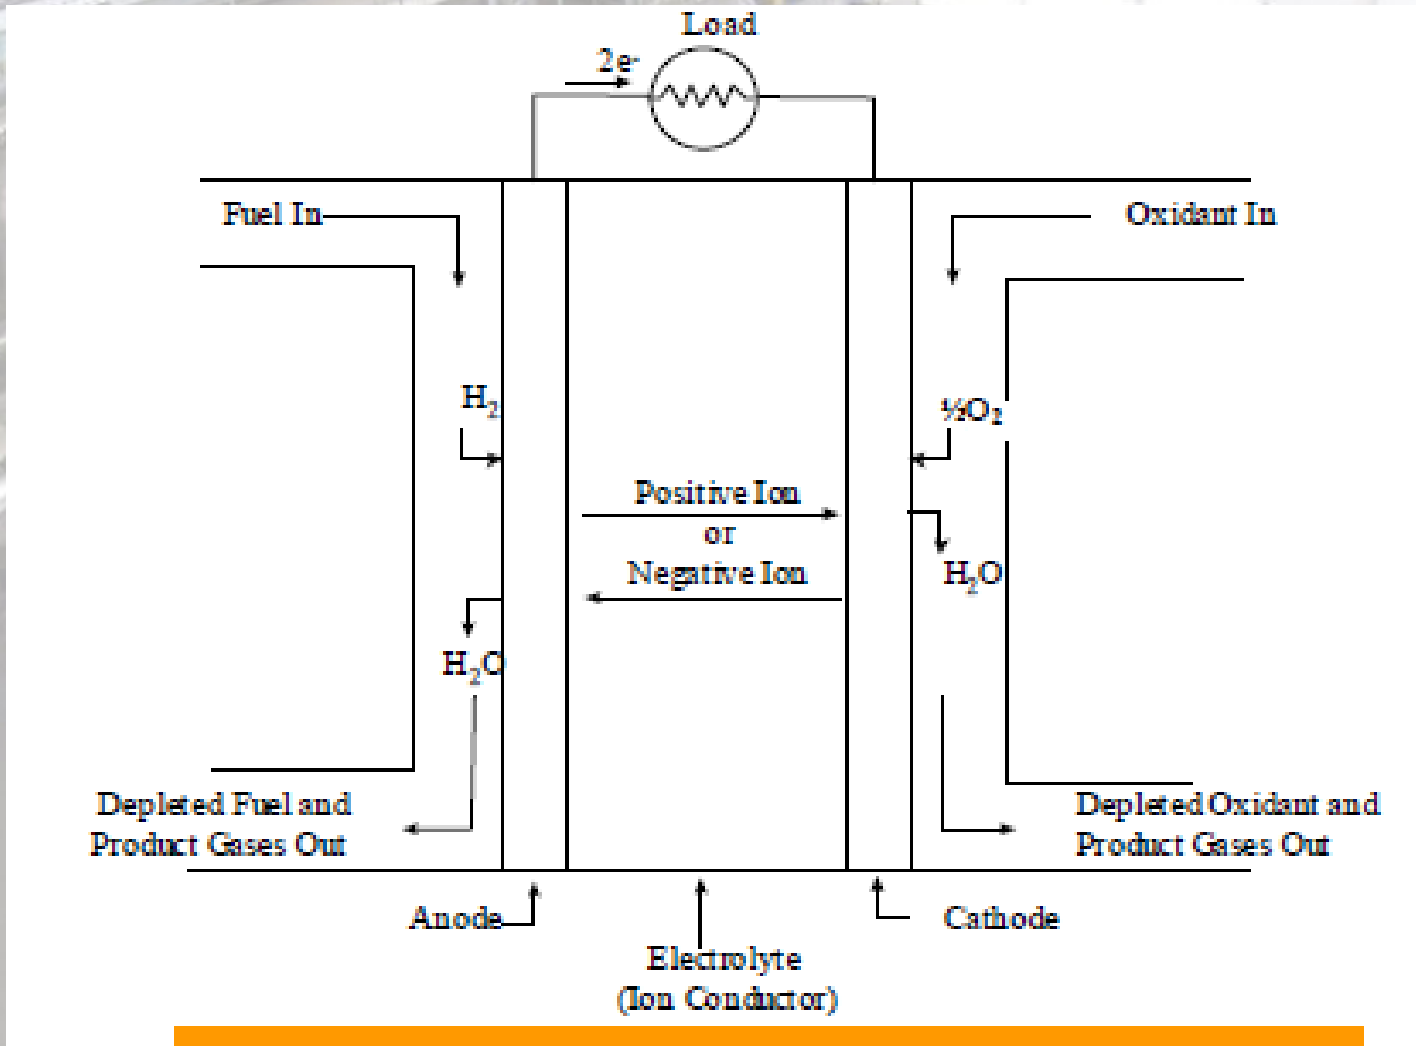 Load
2e-
Fuel In
Oxidant In
H₂
½O₂
Positive Ion
or
Negative Ion
H₂O
H₂O
Depleted Fuel and
Product Gases Out
Depleted Oxidant and
Product Gases Out
Anode
Cathode
Electrolyte
(Ion Conductor)